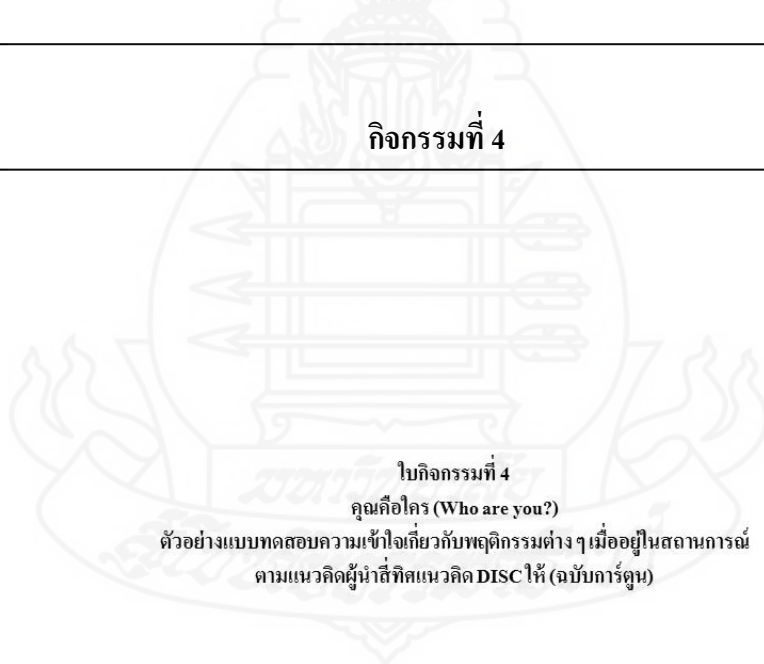 กิจกรรมที่ 4
ใบกิจกรรมที่ 4
คุณคือใคร (Who are you?)
ตัวอย่างแบบทดสอบความเข้าใจเกี่ยวกับพฤติกรรมต่าง ๆ เมื่ออยู่ในสถานการณ์
ตามแนวคิดผู้นำสี่ทิศแนวคิด DISC ให้ (ฉบับการ์ตูน)